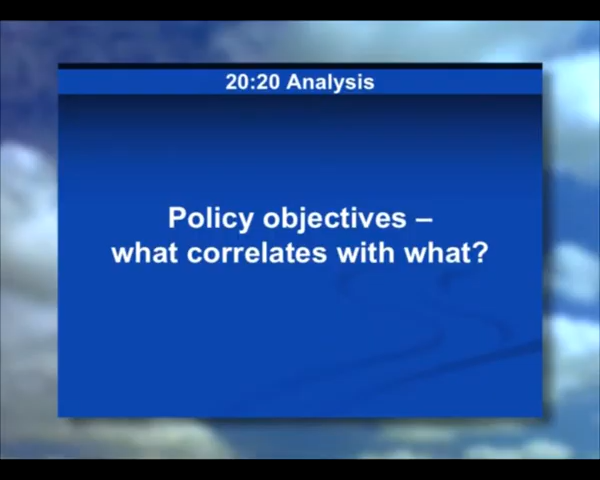 20:20 Analysis
Policy objectives –
what correlates with what?